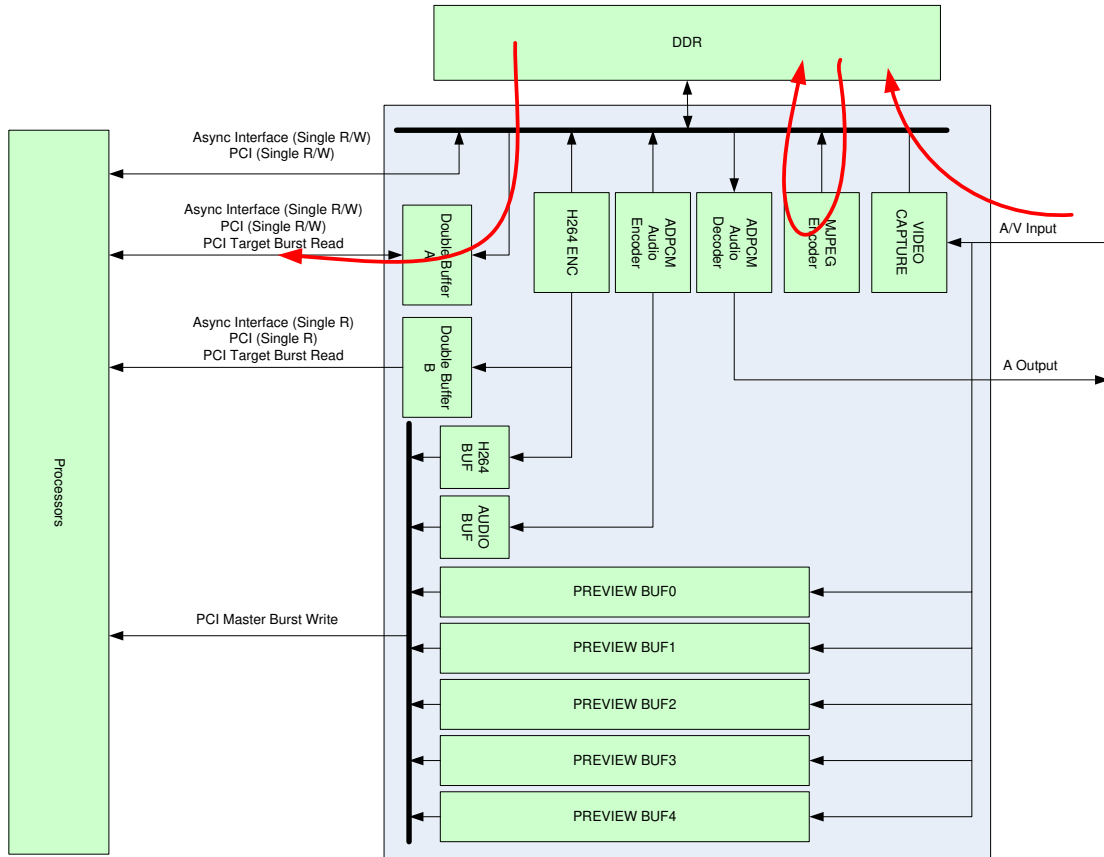 DDR
Async Interface (Single R/W)
PCI (Single R/W)
Async Interface (Single R/W)
PCI (Single R/W)
PCI Target Burst Read
Double Buffer
A
H264 ENC
ADPCM
Audio
Encoder
ADPCM
Audio
Decoder
MJPEG
Encoder
VIDEO
CAPTURE
A/V Input
Async Interface (Single R)
PCI (Single R)
PCI Target Burst Read
Double Buffer
B
A Output
H264
BUF
Processors
AUDIO
BUF
PREVIEW BUF0
PCI Master Burst Write
PREVIEW BUF1
PREVIEW BUF2
PREVIEW BUF3
PREVIEW BUF4